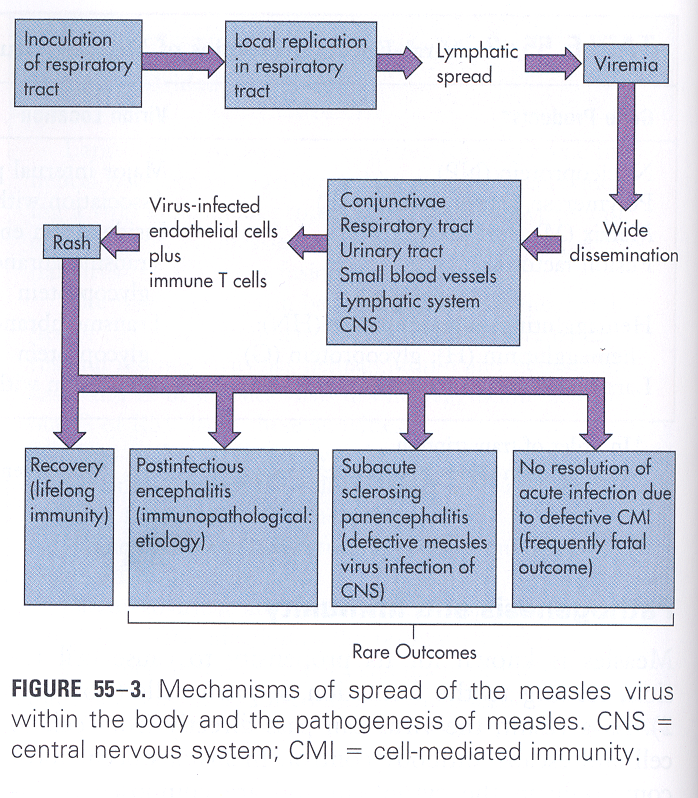 Inoculation
of respiratory
tract
Local replication
in respiratory
tract
Lymphatic
spread
Viremia
Wide
dissemination
Conjunctivae
Respiratory tract
Urinary tract
Small blood vessels
Lymphatic system
CNS
Virus-infected
endothelial cells
plus
immune T cells
Rash
Recovery
(lifelong
immunity)
Postinfectious
encephalitis
(immunopathological:
etiology)
Subacute
sclerosing
panencephalitis
(defective measles
virus infection of
CNS)
No resolution of
acute infection due
to defective CMI
(frequently fatal
outcome)
Rare Outcomes
FIGURE 55–3. Mechanisms of spread of the measles virus
within the body and the pathogenesis of measles. CNS =
central nervous system; CMI = cell-mediated immunity.